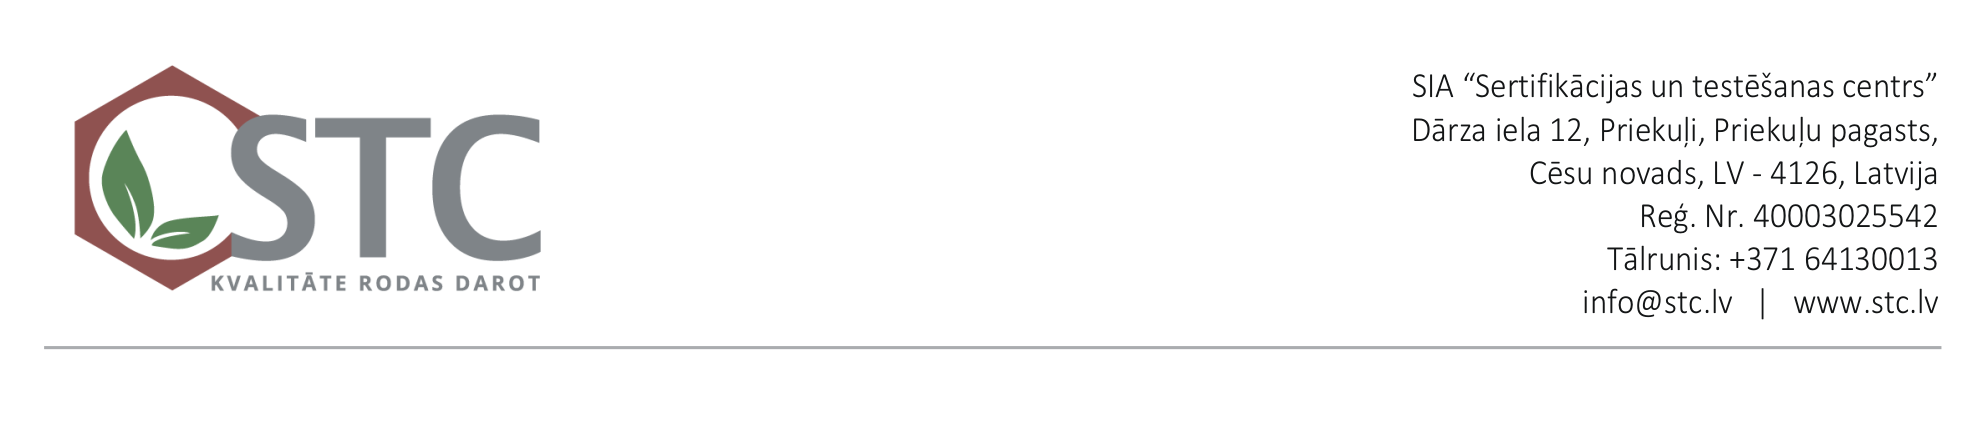 STC
KVALITĀTE RODAS DAROT
SIA “Sertifikācijas un testēšanas centrs”
Dārza iela 12, Priekuļi, Priekuļu pagasts,
Cēsu novads, LV - 4126, Latvija
Reģ. Nr. 40003025542
Tālrunis: +371 64130013
info@stc.lv | www.stc.lv